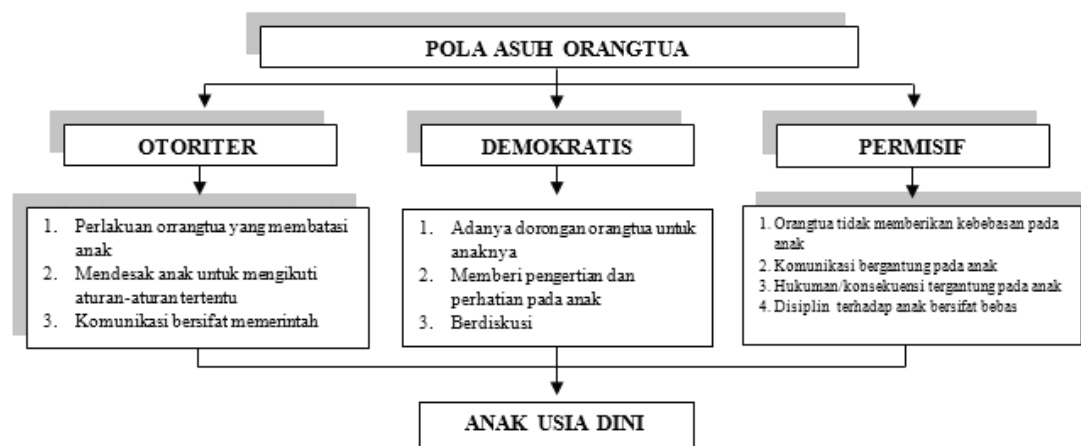 POLA ASUH ORANGTUA
OTORITER
DEMOKRATIS
PERMISIF
1. Perlakuan orrangtua yang membatasi
anak
2. Mendesak anak untuk mengikuti
aturan-aturan tertentu
3. Komunikasi bersifat memerintah
1. Adanya dorongan orangtua untuk
anaknya
2. Memberi pengertian dan
perhatian pada anak
3. Berdiskusi
1. Orangtua tidak memberikan kebebasan pada
anak
2. Komunikasi bergantung pada anak
3. Hukuman/konsekuensi tergantung pada anak
4. Disiplin terhadap anak bersifat bebas
ANAK USIA DINI